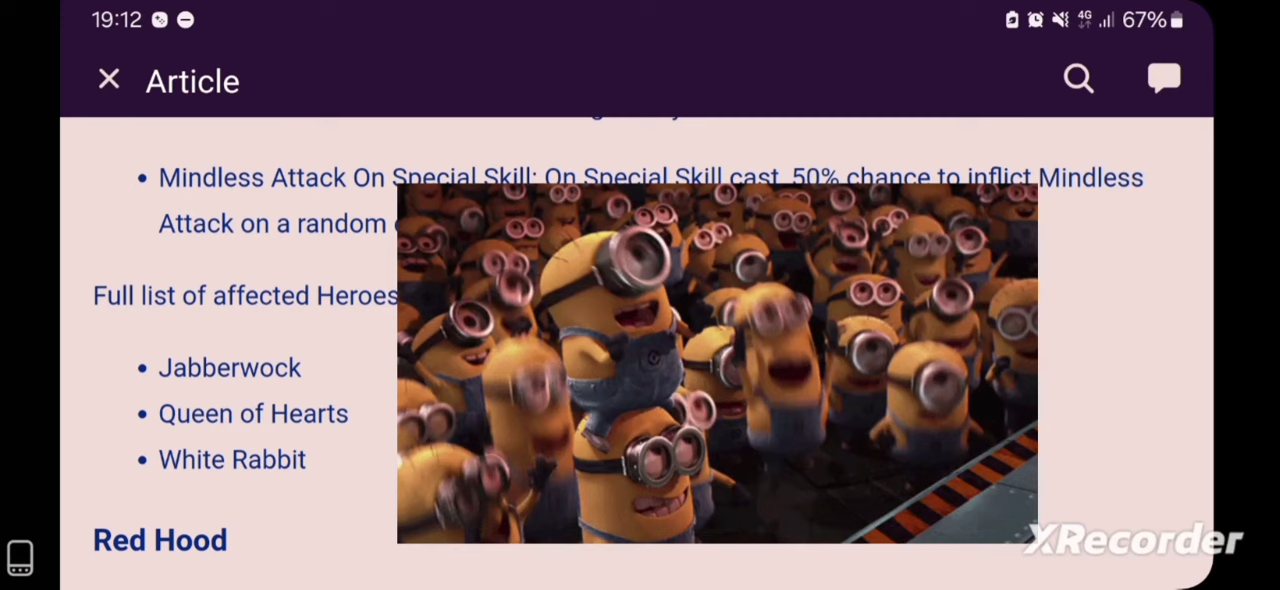 19:12
4G
67%
Article
Mindless Attack On Special Skill: On Special Skill cast, 50% chance to inflict Mindless
Attack on a random
Full list of affected Heroes
Jabberwock
Queen of Hearts
White Rabbit
Red Hood
XRecorder